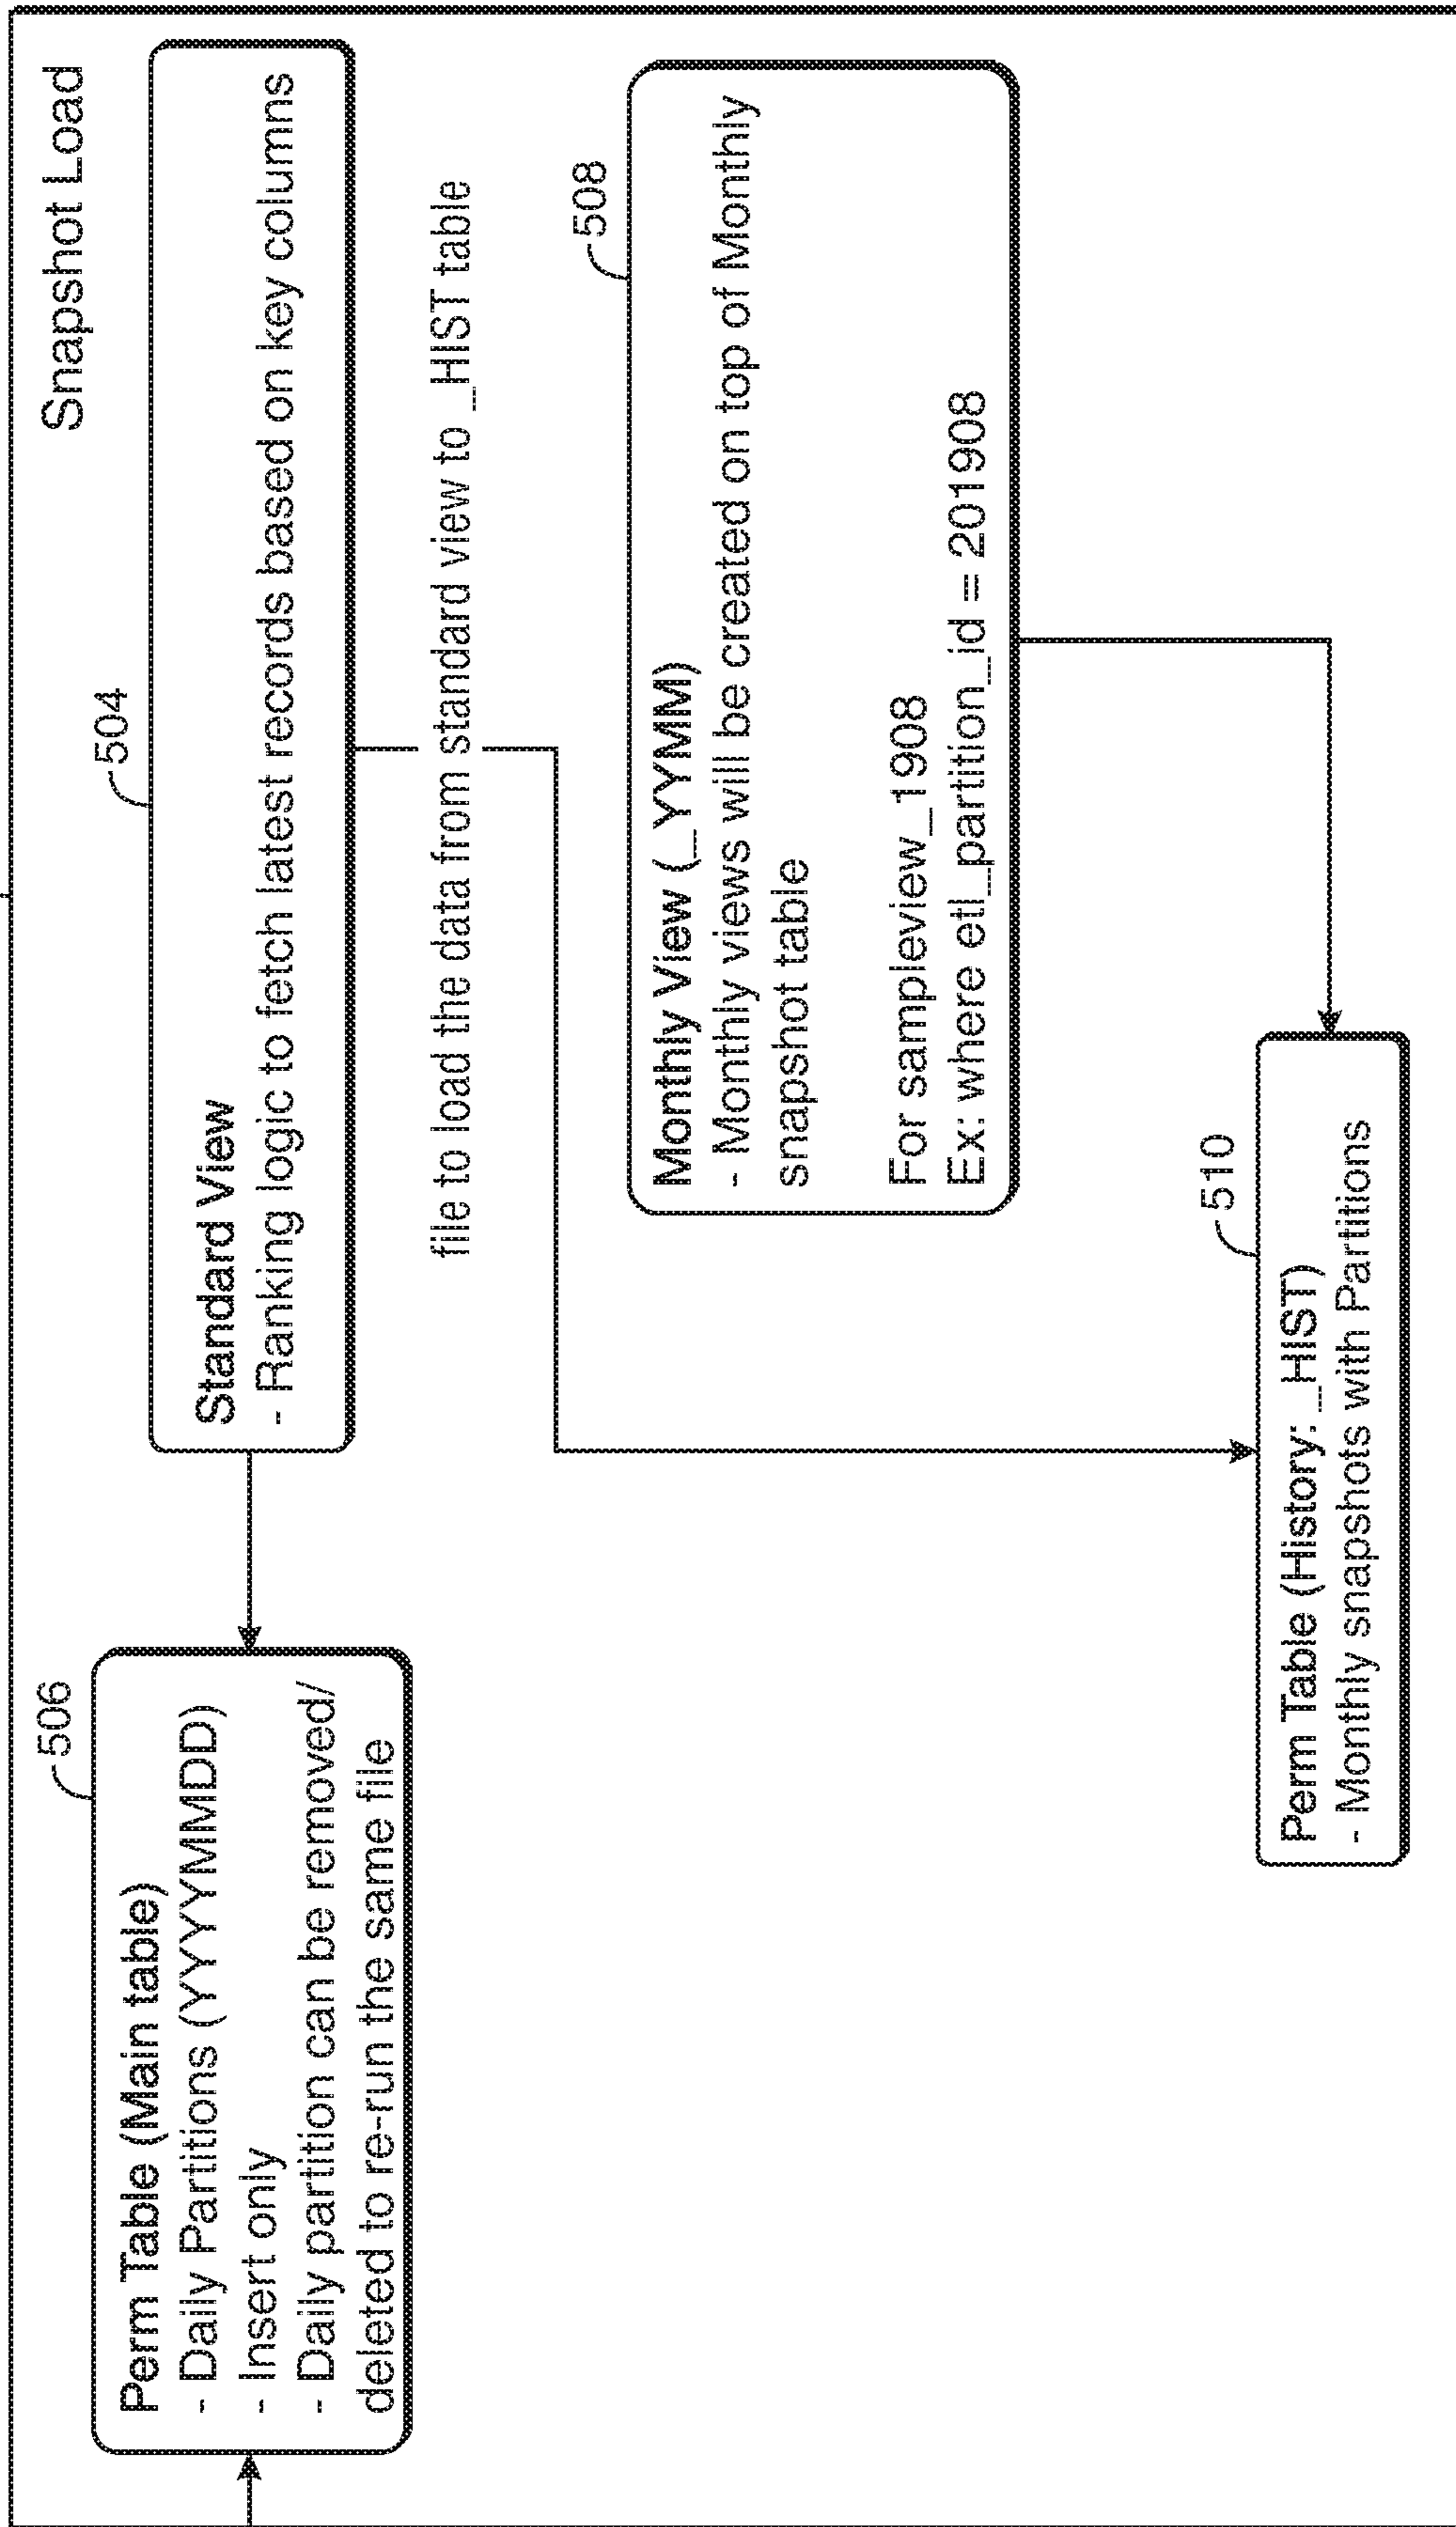 Snapshot Load
506
Perm Table (Main table)
- Daily Partitions (YYYYMMDD)
- Insert only
- Daily partition can be removed/
deleted to re-run the same file
504
Standard View
- Ranking logic to fetch latest records based on key columns
file to load the data from standard view to _HIST table
508
Monthly View (_YYMM)
- Monthly views will be created on top of Monthly
snapshot table
For sampleview_1908
Ex: where etl_partition_id = 201908
510
Perm Table (History: _HIST)
- Monthly snapshots with Partitions